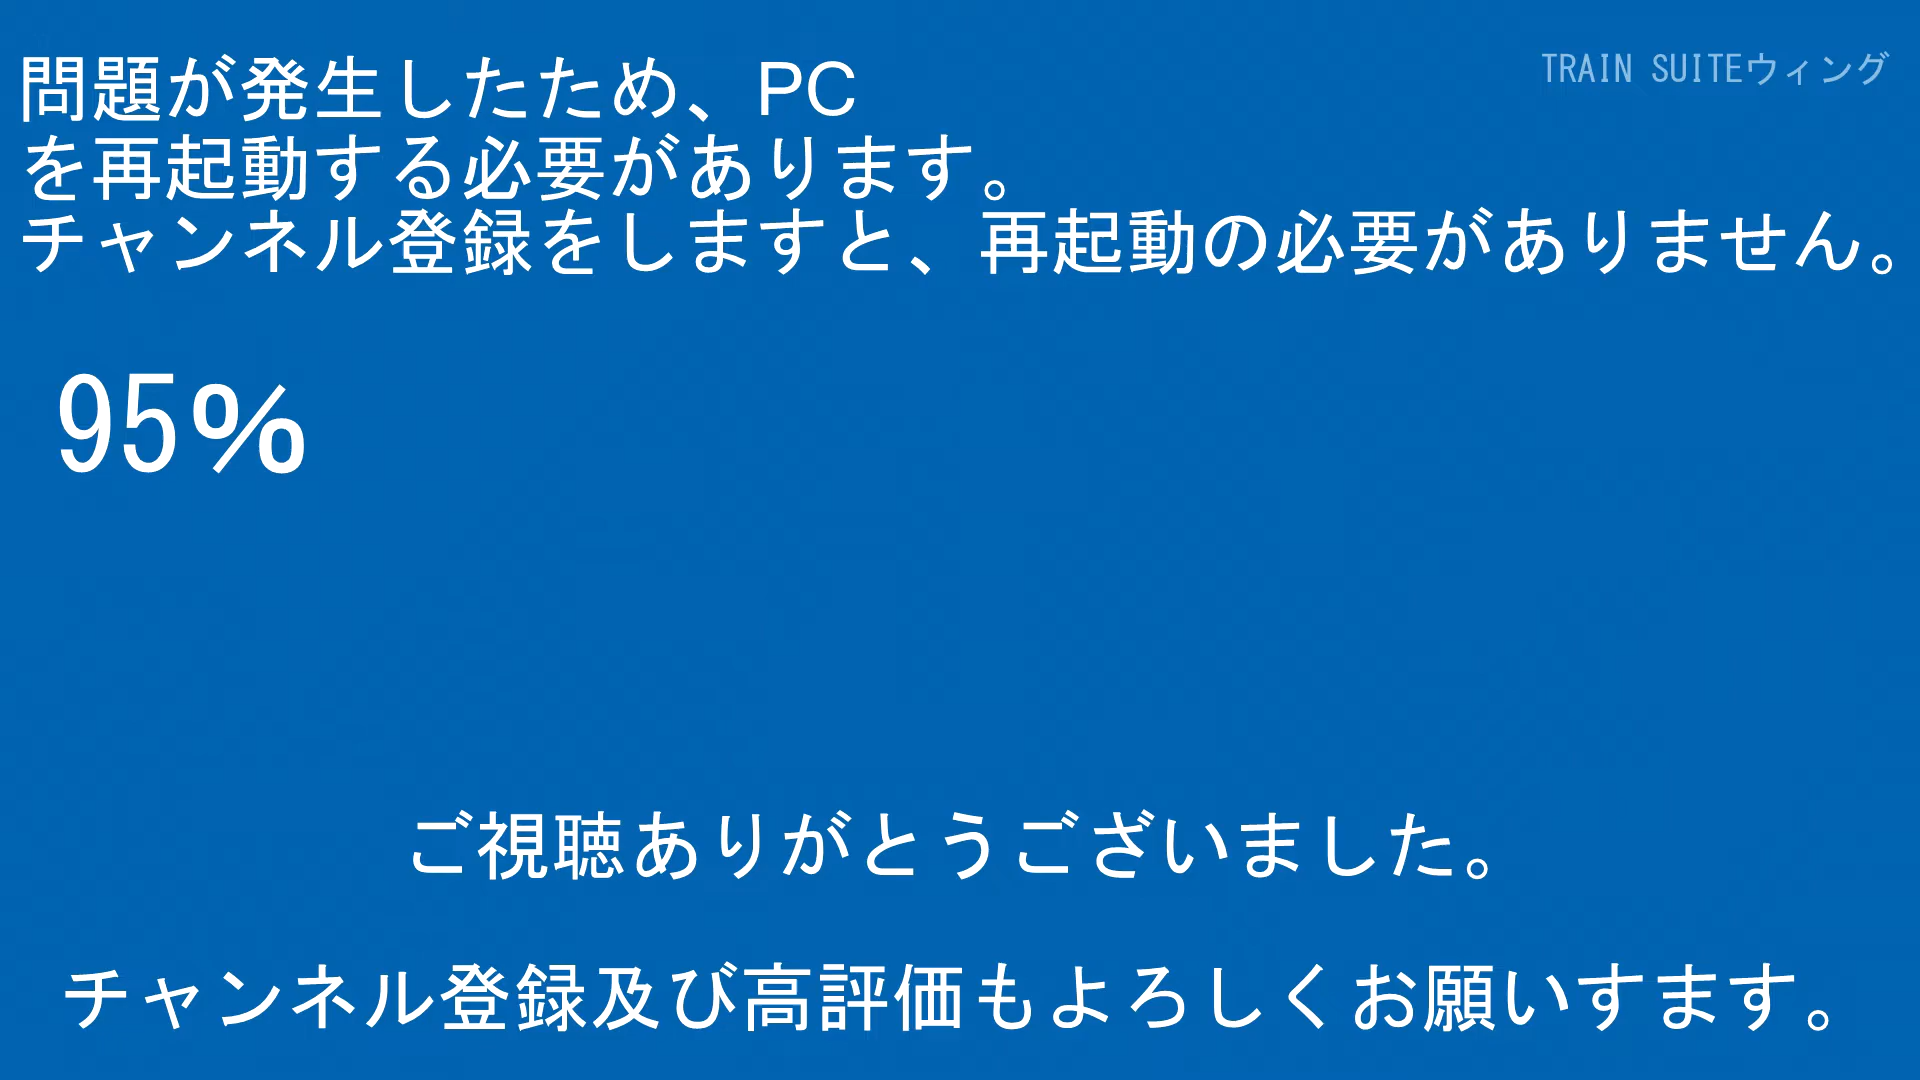 問題が発生したため、PC
TRAIN SUITEウィング
を再起動する必要があります。
チャンネル登録をしますと、再起動の必要がありません。
95%
ご視聴ありがとうございました。
チャンネル登録及び高評価もよろしくお願いすます。